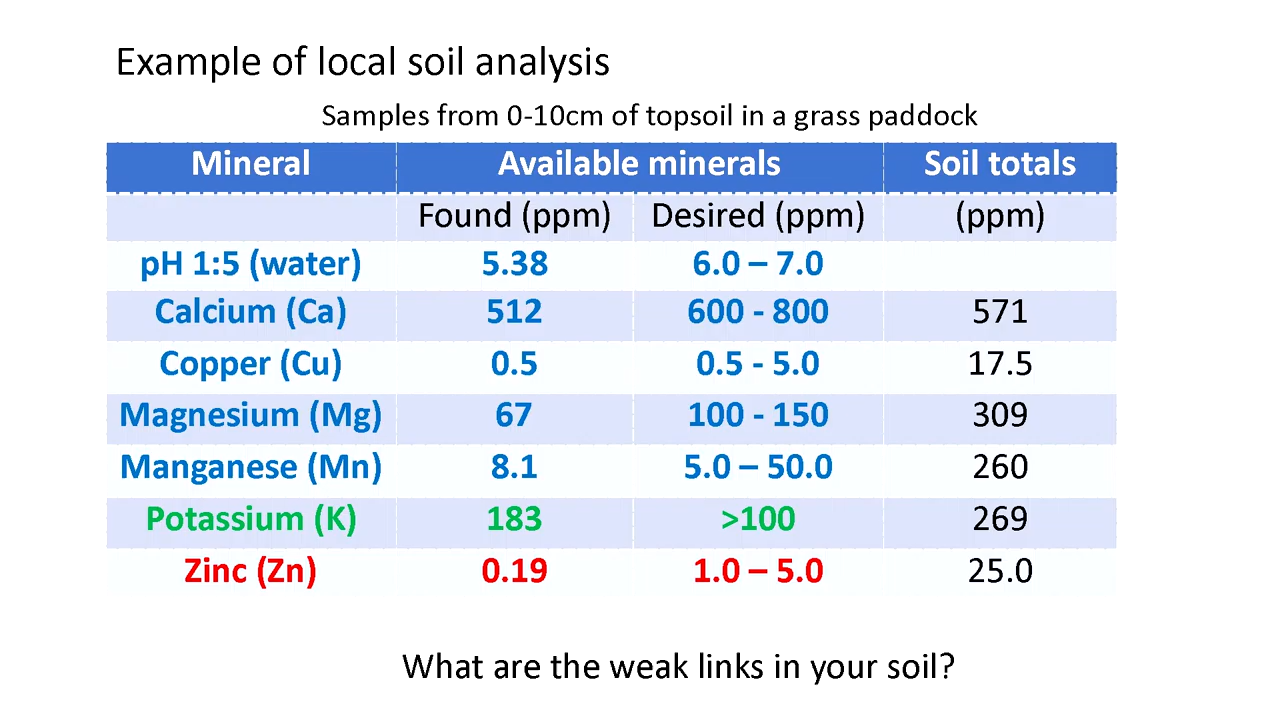 Example of local soil analysis
Samples from 0-10cm of topsoil in a grass paddock
Mineral Available minerals Soil totals
Found (ppm) Desired (ppm) (ppm)
pH 1:5 (water) 5.38 6.0 – 7.0
Calcium (Ca) 512 600 - 800 571
Copper (Cu) 0.5 0.5 - 5.0 17.5
Magnesium (Mg) 67 100 - 150 309
Manganese (Mn) 8.1 5.0 – 50.0 260
Potassium (K) 183 >100 269
Zinc (Zn) 0.19 1.0 – 5.0 25.0
What are the weak links in your soil?